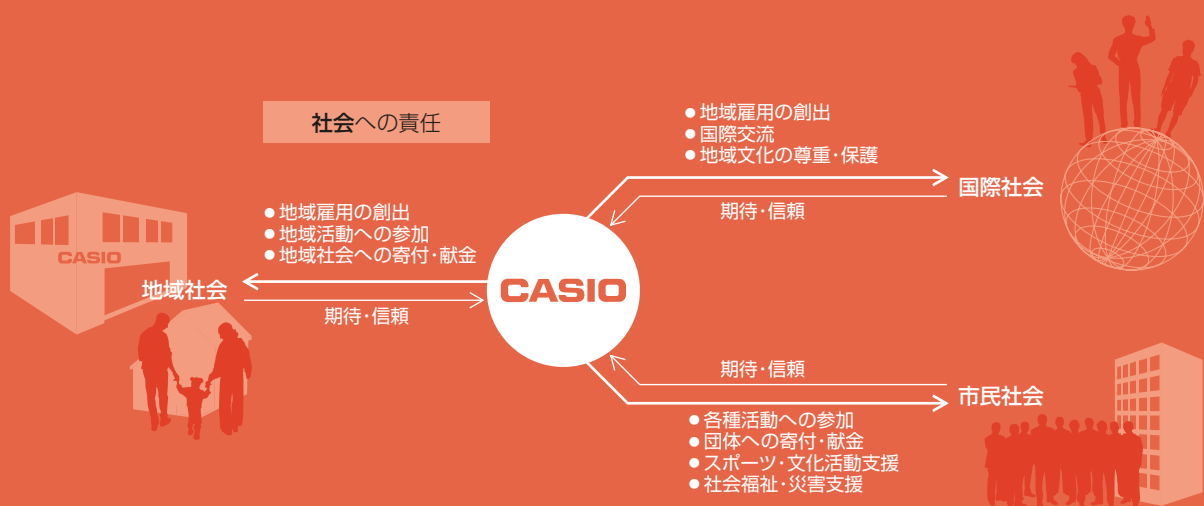 社会への責任
CASIO
地域社会
● 地域雇用の創出
● 地域活動への参加
● 地域社会への寄付・献金
期待・信頼
CASIO
● 地域雇用の創出
● 国際交流
● 地域文化の尊重・保護
国際社会
期待・信頼
期待・信頼
市民社会
● 各種活動への参加
● 団体への寄付・献金
● スポーツ・文化活動支援
● 社会福祉・災害支援